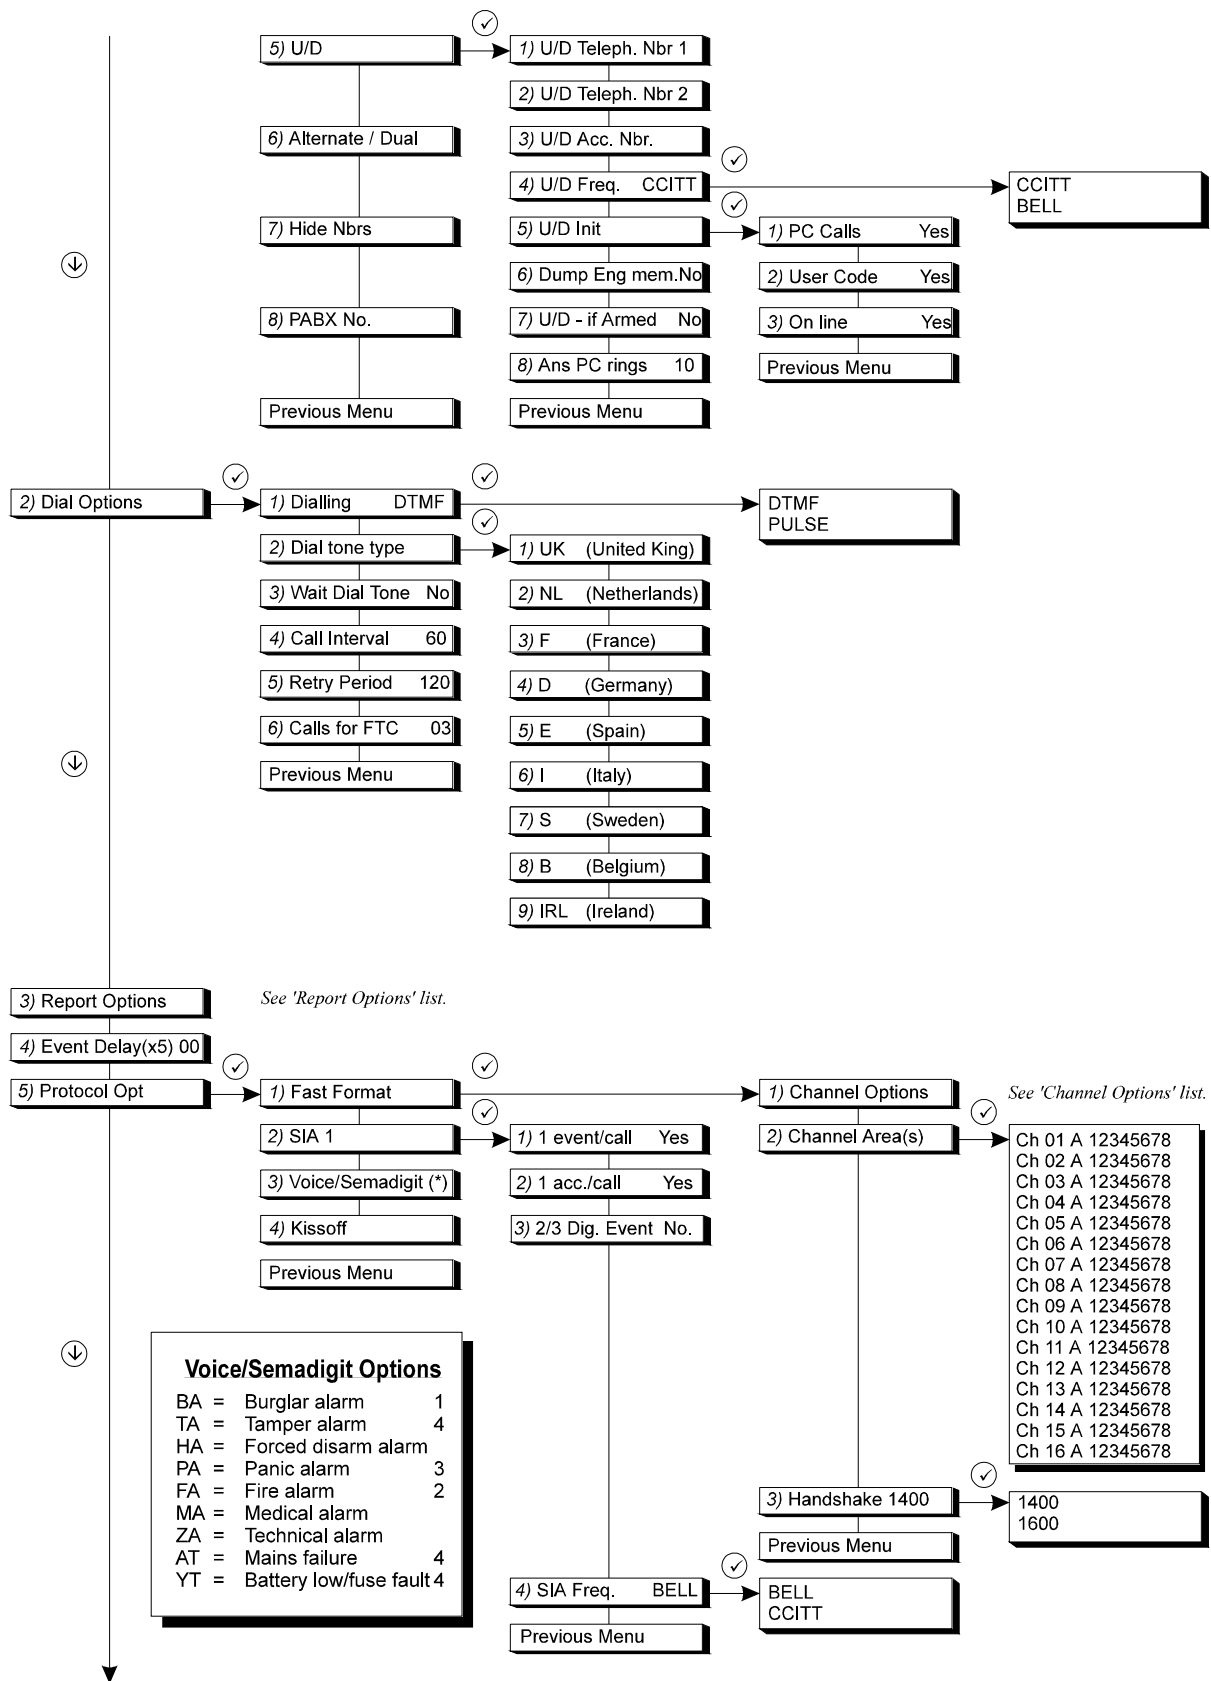 5) U/D
1) U/D Teleph. Nbr 1
2) U/D Teleph. Nbr 2
6) Alternate / Dual
3) U/D Acc. Nbr.
4) U/D Freq. CCITT
CCITT
BELL
7) Hide Nbrs
5) U/D Init
1) PC Calls Yes
6) Dump Eng mem.No
2) User Code Yes
8) PABX No.
7) U/D - if Armed No
3) On line Yes
8) Ans PC rings 10
Previous Menu
Previous Menu
Previous Menu
2) Dial Options
1) Dialling DTMF
DTMF
PULSE
2) Dial tone type
1) UK (United King)
3) Wait Dial Tone No
2) NL (Netherlands)
4) Call Interval 60
3) F (France)
5) Retry Period 120
4) D (Germany)
6) Calls for FTC 03
5) E (Spain)
Previous Menu
6) I (Italy)
7) S (Sweden)
8) B (Belgium)
9) IRL (Ireland)
3) Report Options
See 'Report Options' list.
4) Event Delay(x5) 00
5) Protocol Opt
1) Fast Format
1) Channel Options
See 'Channel Options' list.
2) SIA 1
1) 1 event/call Yes
2) Channel Area(s)
3) Voice/Semadigit (*)
2) 1 acc./call Yes
4) Kissoff
3) 2/3 Dig. Event No.
Previous Menu
Ch 01 A 12345678
Ch 02 A 12345678
Ch 03 A 12345678
Ch 04 A 12345678
Ch 05 A 12345678
Ch 06 A 12345678
Ch 07 A 12345678
Ch 08 A 12345678
Ch 09 A 12345678
Ch 10 A 12345678
Ch 11 A 12345678
Ch 12 A 12345678
Ch 13 A 12345678
Ch 14 A 12345678
Ch 15 A 12345678
Ch 16 A 12345678
Voice/Semadigit Options
BA = Burglar alarm 1
TA = Tamper alarm 4
HA = Forced disarm alarm
PA = Panic alarm 3
FA = Fire alarm 2
MA = Medical alarm
ZA = Technical alarm
AT = Mains failure 4
YT = Battery low/fuse fault 4
3) Handshake 1400
1400
1600
Previous Menu
4) SIA Freq. BELL
BELL
CCITT
Previous Menu